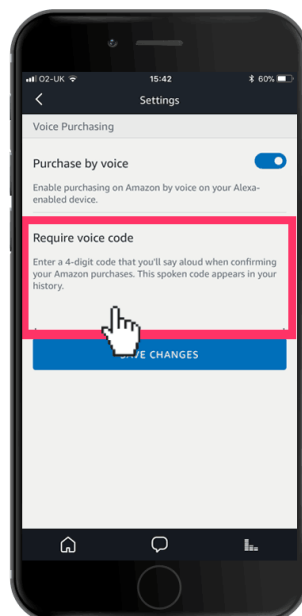 O2-UK
15:42
60%
Settings
Voice Purchasing
Purchase by voice
Enable purchasing on Amazon by voice on your Alexa-
enabled device.
Require voice code
Enter a 4-digit code that you'll say aloud when confirming
your Amazon purchases. This spoken code appears in your
history.
CHANGES